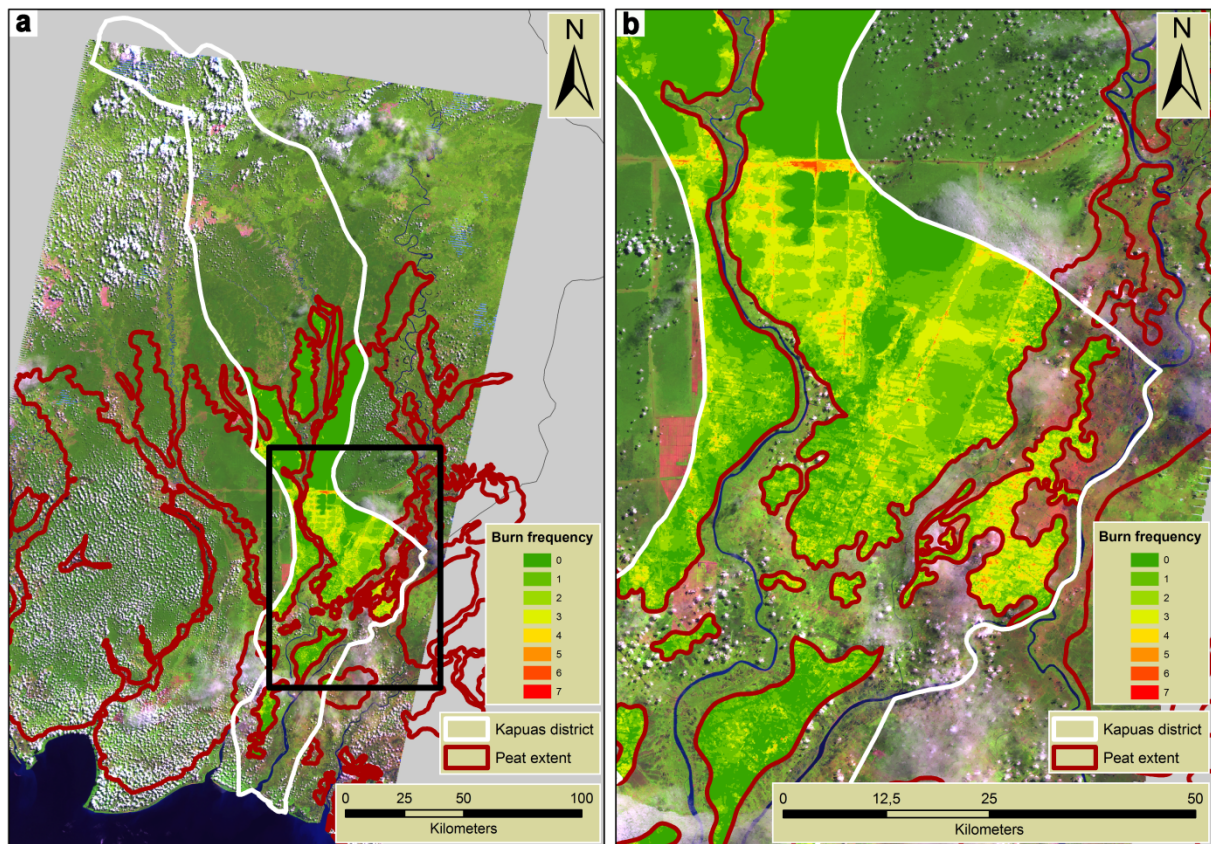 a
N
Burn frequency
0
1
2
3
4
5
6
7
Kapuas district
Peat extent
0 25 50 100
Kilometers
b
N
Burn frequency
0
1
2
3
4
5
6
7
Kapuas district
Peat extent
0 12,5 25 50
Kilometers